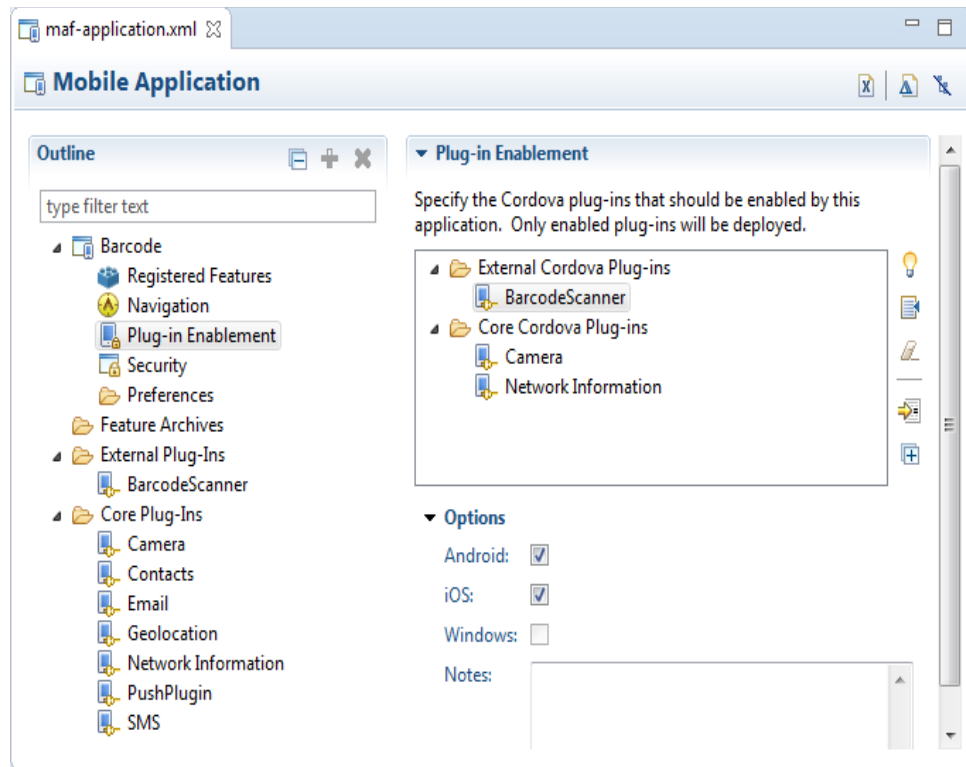 maf-application.xml
Mobile Application
Outline
type filter text
Barcode
Registered Features
Navigation
Plug-in Enablement
Security
Preferences
Feature Archives
External Plug-Ins
BarcodeScanner
Core Plug-Ins
Camera
Contacts
Email
Geolocation
Network Information
PushPlugin
SMS
Plug-in Enablement
Specify the Cordova plug-ins that should be enabled by this
application. Only enabled plug-ins will be deployed.
External Cordova Plug-ins
BarcodeScanner
Core Cordova Plug-ins
Camera
Network Information
Options
Android:
iOS:
Windows:
Notes: